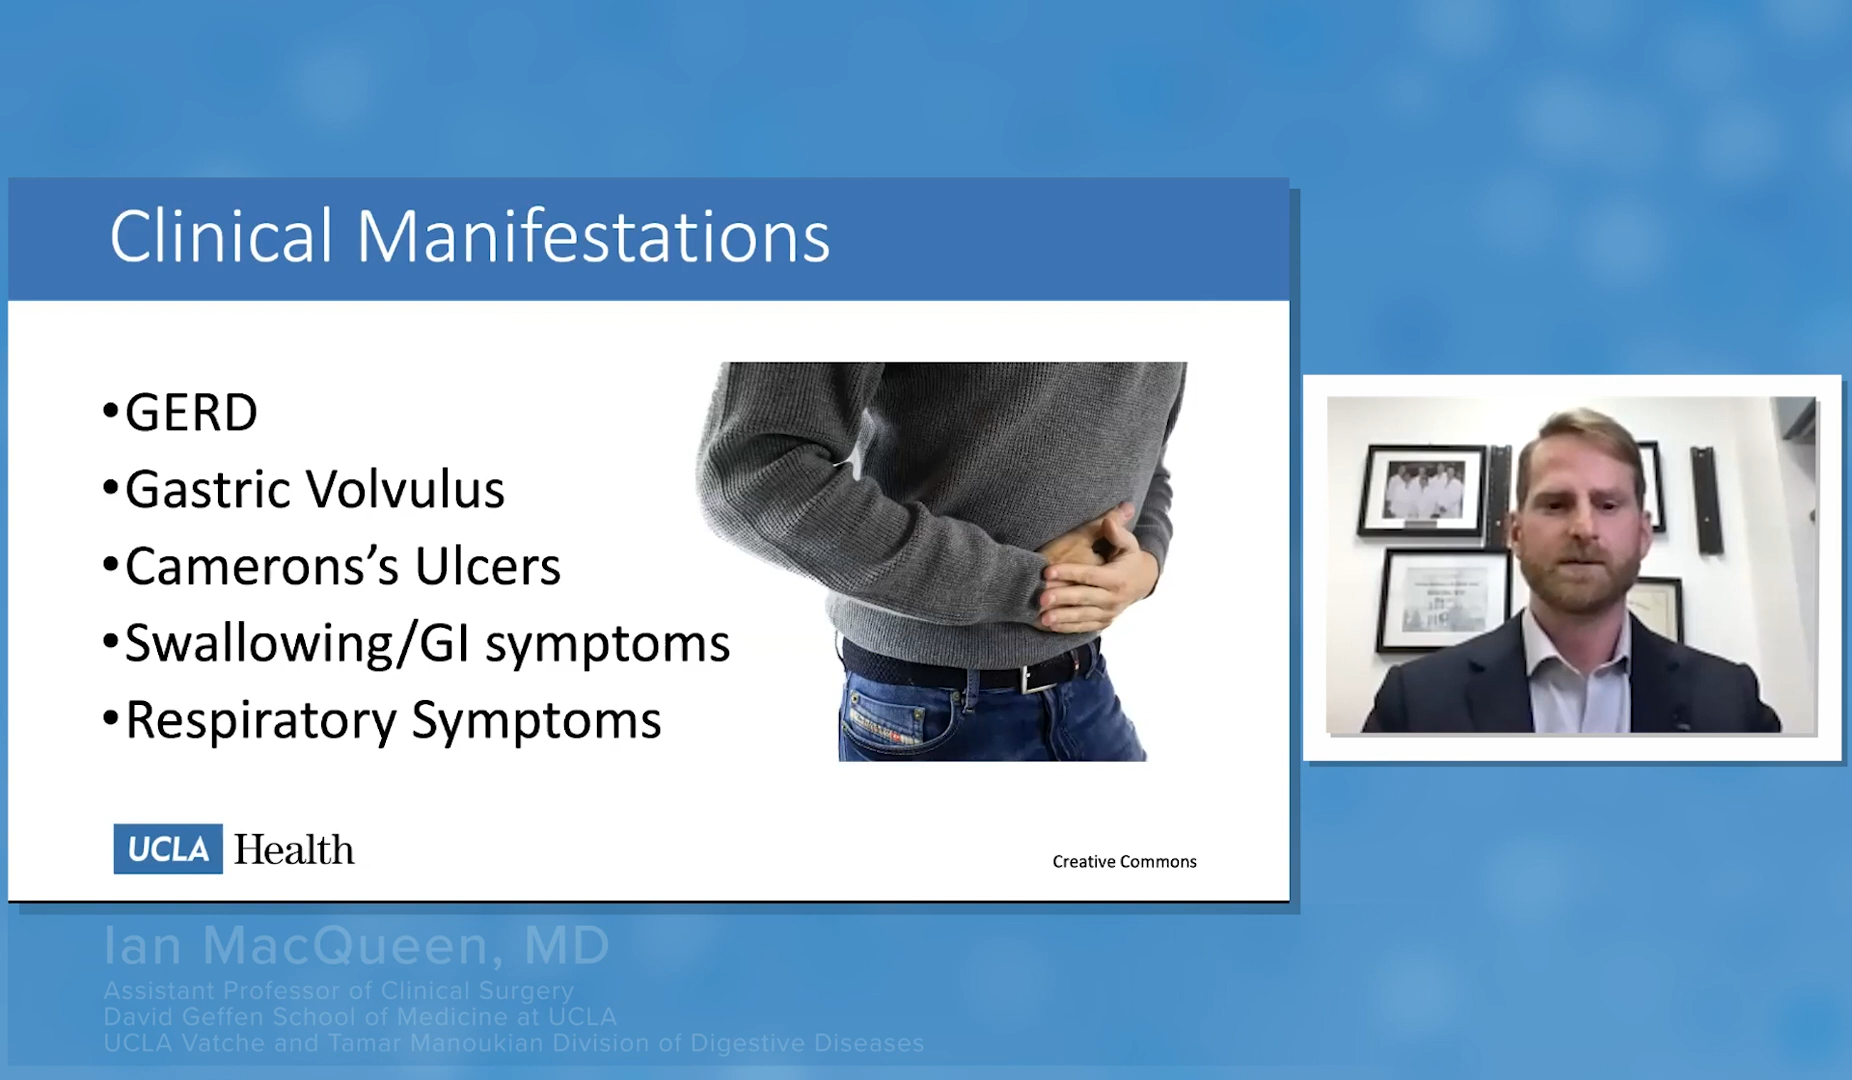 Clinical Manifestations
•GERD
•Gastric Volvulus
•Camerons’s Ulcers
•Swallowing/GI symptoms
•Respiratory Symptoms
UCLA Health
Creative Commons
Ian MacQueen, MD
Assistant Professor of Clinical Surgery
David Geffen School of Medicine at UCLA
UCLA Vatche and Tamar Manoukian Division of Digestive Diseases